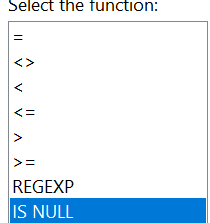 Select the function:
=
<>
<
<=
>
>=
REGEXP
IS NULL